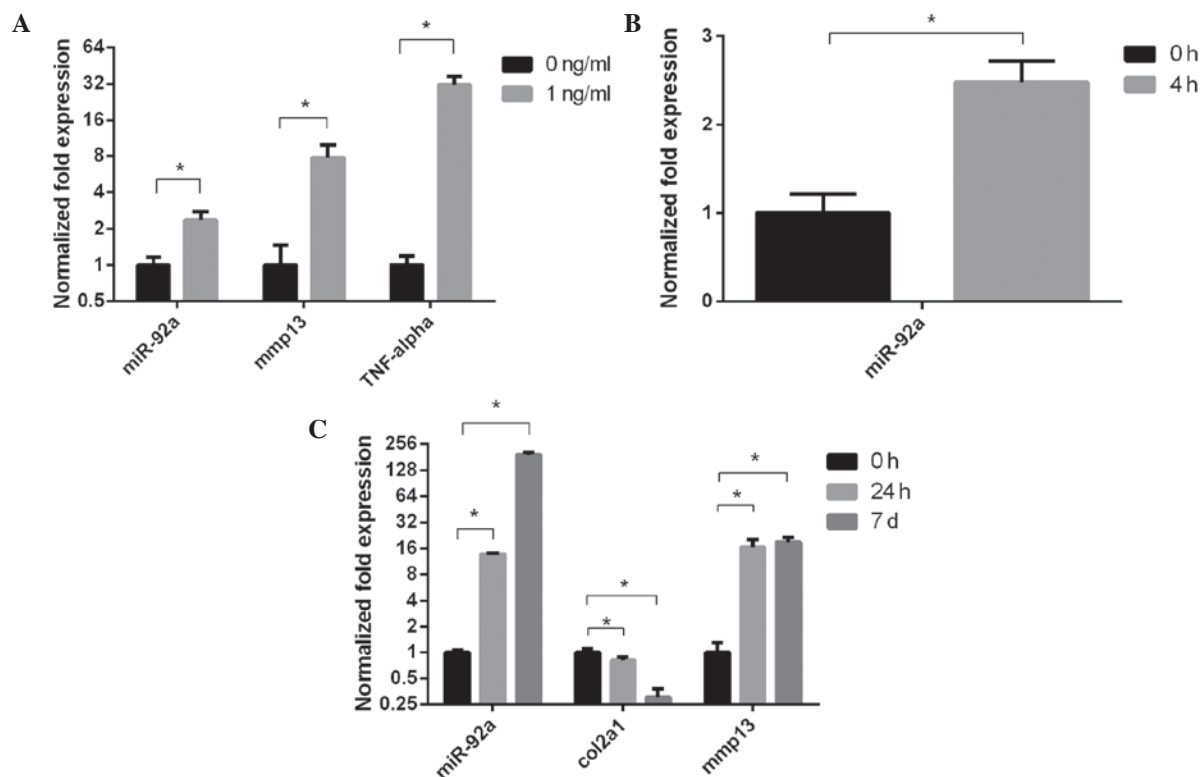 A
Normalized fold expression
64
32
16
8
4
2
1
0.5
*
*
*
0 ng/ml
1 ng/ml
miR-92a
mmp13
TNF-alpha
B
Normalized fold expression
3
2
1
0
*
0 h
4 h
miR-92a
C
Normalized fold expression
256
128
64
32
16
8
4
2
1
0.5
0.25
*
*
*
*
*
*
0 h
24 h
7 d
miR-92a
col2a1
mmp13